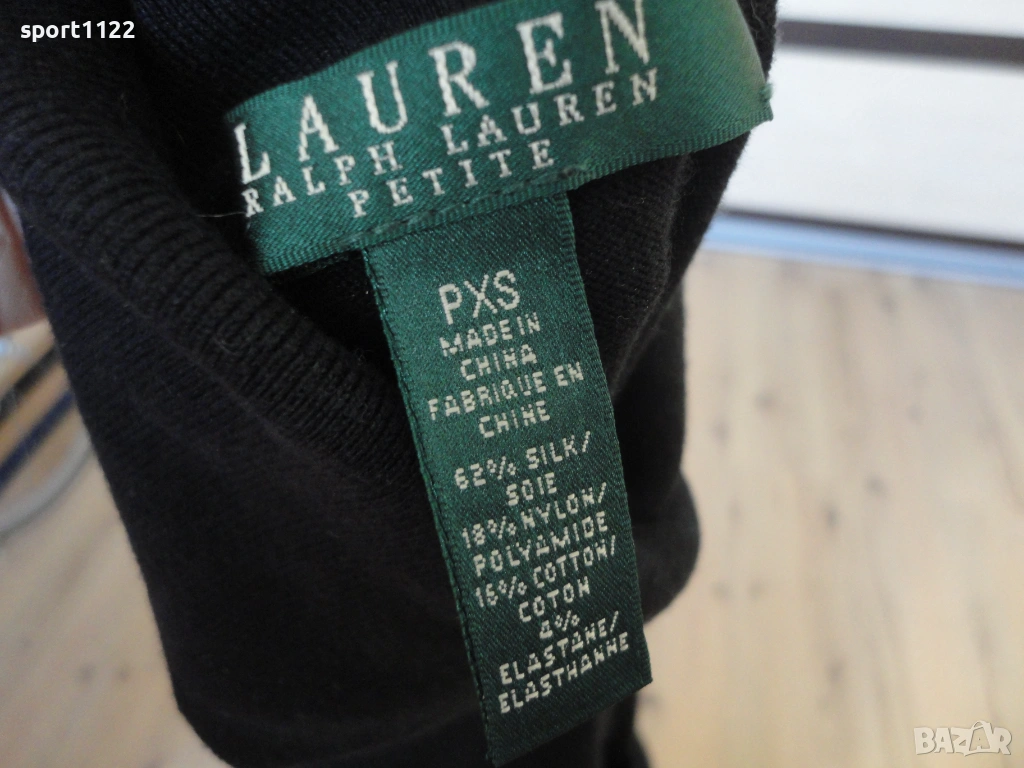 sport1122
LAUREN
RALPH LAUREN
PETITE
PXS
MADE IN
CHINA
FABRIQUE EN
CHINE
62% SILK/
SOIE
18% NYLON/
POLYAMIDE
16% COTTON/
COTON
4%
ELASTANE/
ELASTHANNE
BAZAR